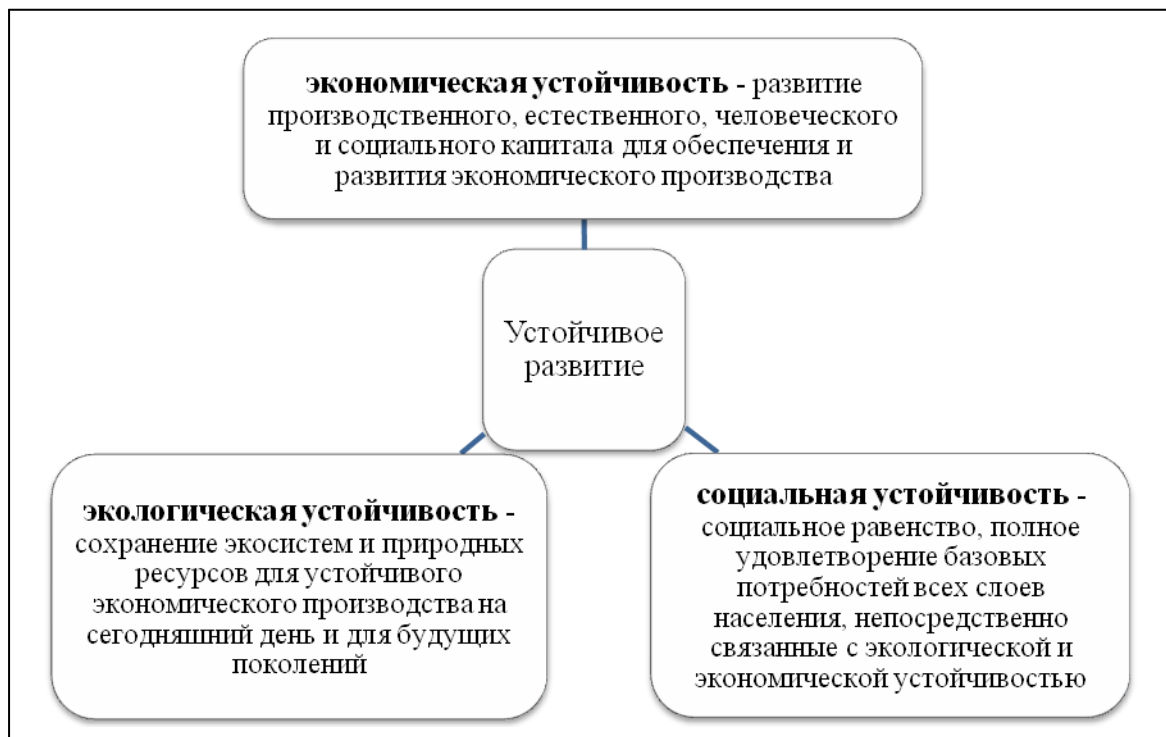 экономическая устойчивость - развитие
производственного, естественного, человеческого
и социального капитала для обеспечения и
развития экономического производства
Устойчивое
развитие
экологическая устойчивость -
сохранение экосистем и природных
ресурсов для устойчивого
экономического производства на
сегодняшний день и для будущих
поколений
социальная устойчивость -
социальное равенство, полное
удовлетворение базовых
потребностей всех слоев
населения, непосредственно
связанные с экологической и
экономической устойчивостью